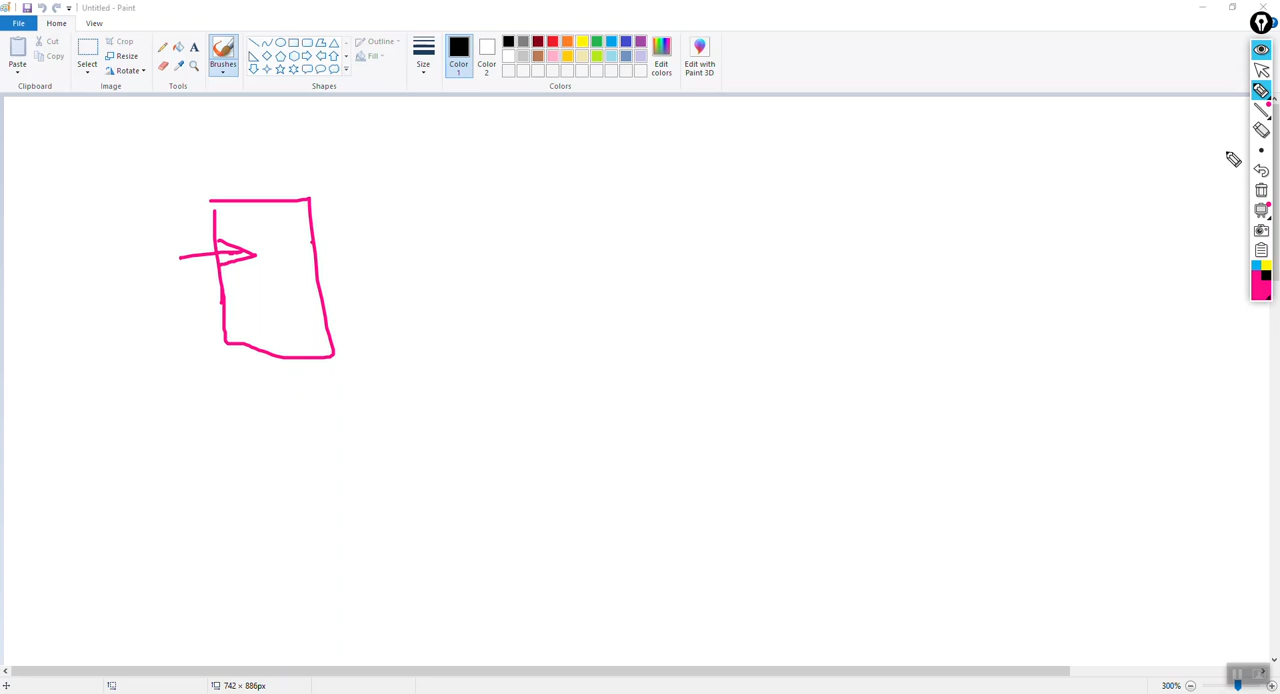 Untitled - Paint
File Home View
Paste
Cut
Copy
Clipboard
Select
Crop
Resize
Rotate
Image
A
Tools
Brushes
Shapes
Outline
Fill
Size
Color 1
Color 2
Edit colors
Edit with Paint 3D
Colors
742 × 886px
300%